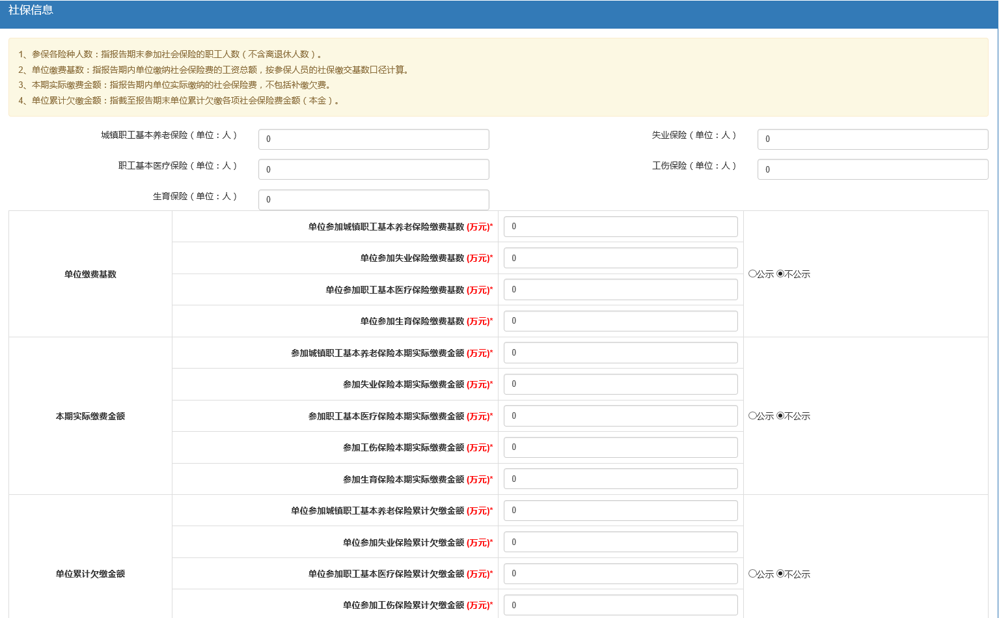 社保信息
1、参保各险种人数：指报告期末参加社会保险的职工人数（不含离退休人数）。
2、单位缴费基数：指报告期内单位缴纳社会保险费的工资总额，按参保人员的社保缴交基数口径计算。
3、本期实际缴费金额：指报告期内单位实际缴纳的社会保险费，不包括补缴欠费。
4、单位累计欠缴金额：指截至报告期末单位累计欠缴各项社会保险费金额（本金）。
城镇职工基本养老保险（单位：人） 0 失业保险（单位：人） 0
职工基本医疗保险（单位：人） 0 工伤保险（单位：人） 0
生育保险（单位：人） 0
单位参加城镇职工基本养老保险缴费基数 (万元)* 0
单位参加失业保险缴费基数 (万元)* 0
单位缴费基数 公示 不公示
单位参加职工基本医疗保险缴费基数 (万元)* 0
单位参加生育保险缴费基数 (万元)* 0
参加城镇职工基本养老保险本期实际缴费金额 (万元)* 0
参加失业保险本期实际缴费金额 (万元)* 0
本期实际缴费金额 参加职工基本医疗保险本期实际缴费金额 (万元)* 0 公示 不公示
参加工伤保险本期实际缴费金额 (万元)* 0
参加生育保险本期实际缴费金额 (万元)* 0
单位参加城镇职工基本养老保险累计欠缴金额 (万元)* 0
单位参加失业保险累计欠缴金额 (万元)* 0
单位累计欠缴金额 单位参加职工基本医疗保险累计欠缴金额 (万元)* 0 公示 不公示
单位参加工伤保险累计欠缴金额 (万元)* 0